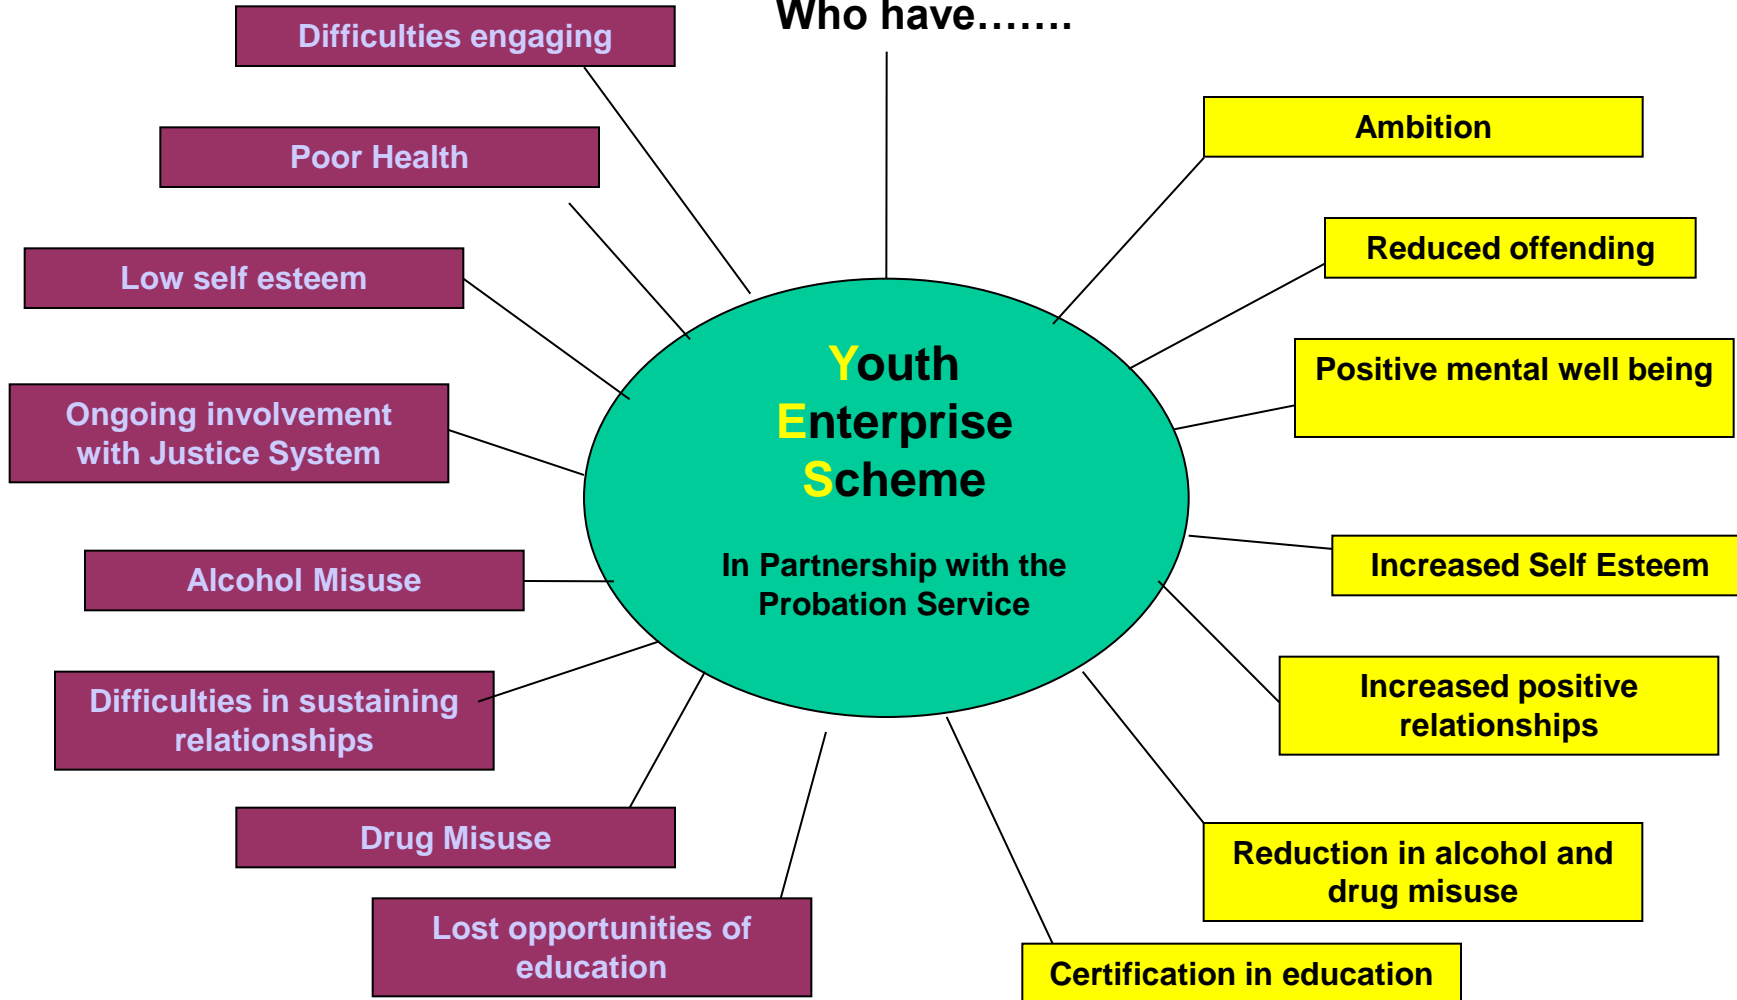 Who have.......
Difficulties engaging
Poor Health
Low self esteem
Ongoing involvement
with Justice System
Alcohol Misuse
Difficulties in sustaining
relationships
Drug Misuse
Lost opportunities of
education
Youth
Enterprise
Scheme
In Partnership with the
Probation Service
Ambition
Reduced offending
Positive mental well being
Increased Self Esteem
Increased positive
relationships
Reduction in alcohol and
drug misuse
Certification in education